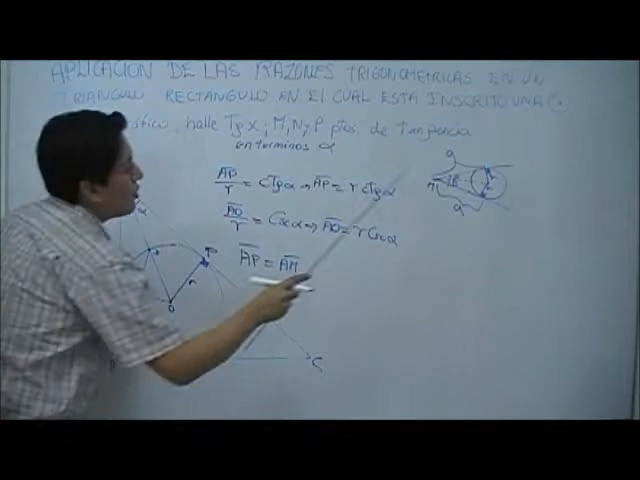 APLICACION DE LAS RAZONES TRIGONOMETRICAS EN UN
TRIANGULO RECTANGULO EN EL CUAL ESTA INSCRITO UNA
halle Tg x ; M, N y P ptos. de tangencia
en terminos α
AP/r = Ctgα ⇒ AP = r Ctgα
AO/r = Cscα ⇒ AO = r Cscα
AP = AM
α
P
r
O
C
a
a